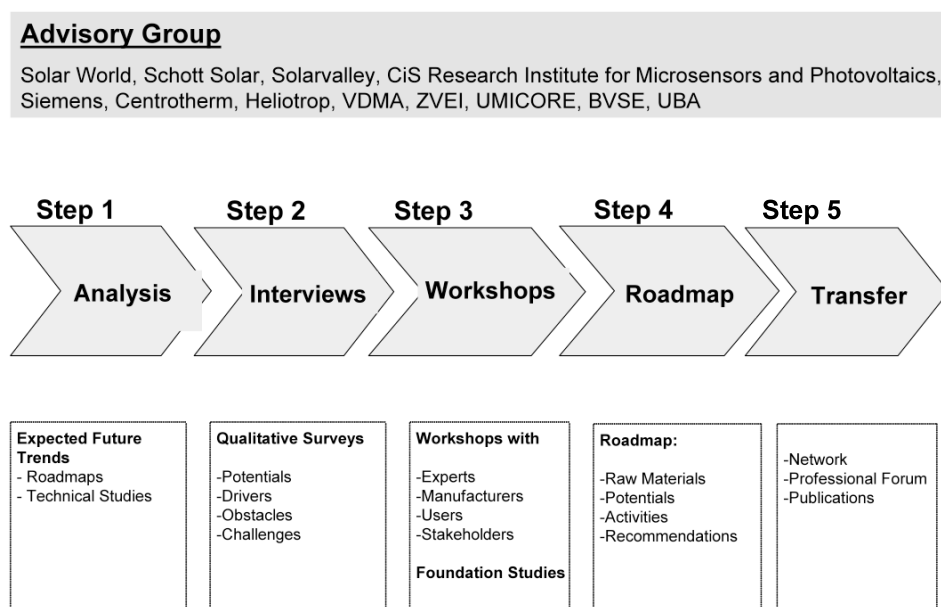 Advisory Group
Solar World, Schott Solar, Solarvalley, CiS Research Institute for Microsensors and Photovoltaics,
Siemens, Centrotherm, Heliotrop, VDMA, ZVEI, UMICORE, BVSE, UBA
Step 1
Step 2
Step 3
Step 4
Step 5
Analysis
Interviews
Workshops
Roadmap
Transfer
Expected Future
Trends
- Roadmaps
- Technical Studies
Qualitative Surveys
-Potentials
-Drivers
-Obstacles
-Challenges
Workshops with
-Experts
-Manufacturers
-Users
-Stakeholders
Foundation Studies
Roadmap:
-Raw Materials
-Potentials
-Activities
-Recommendations
-Network
-Professional Forum
-Publications